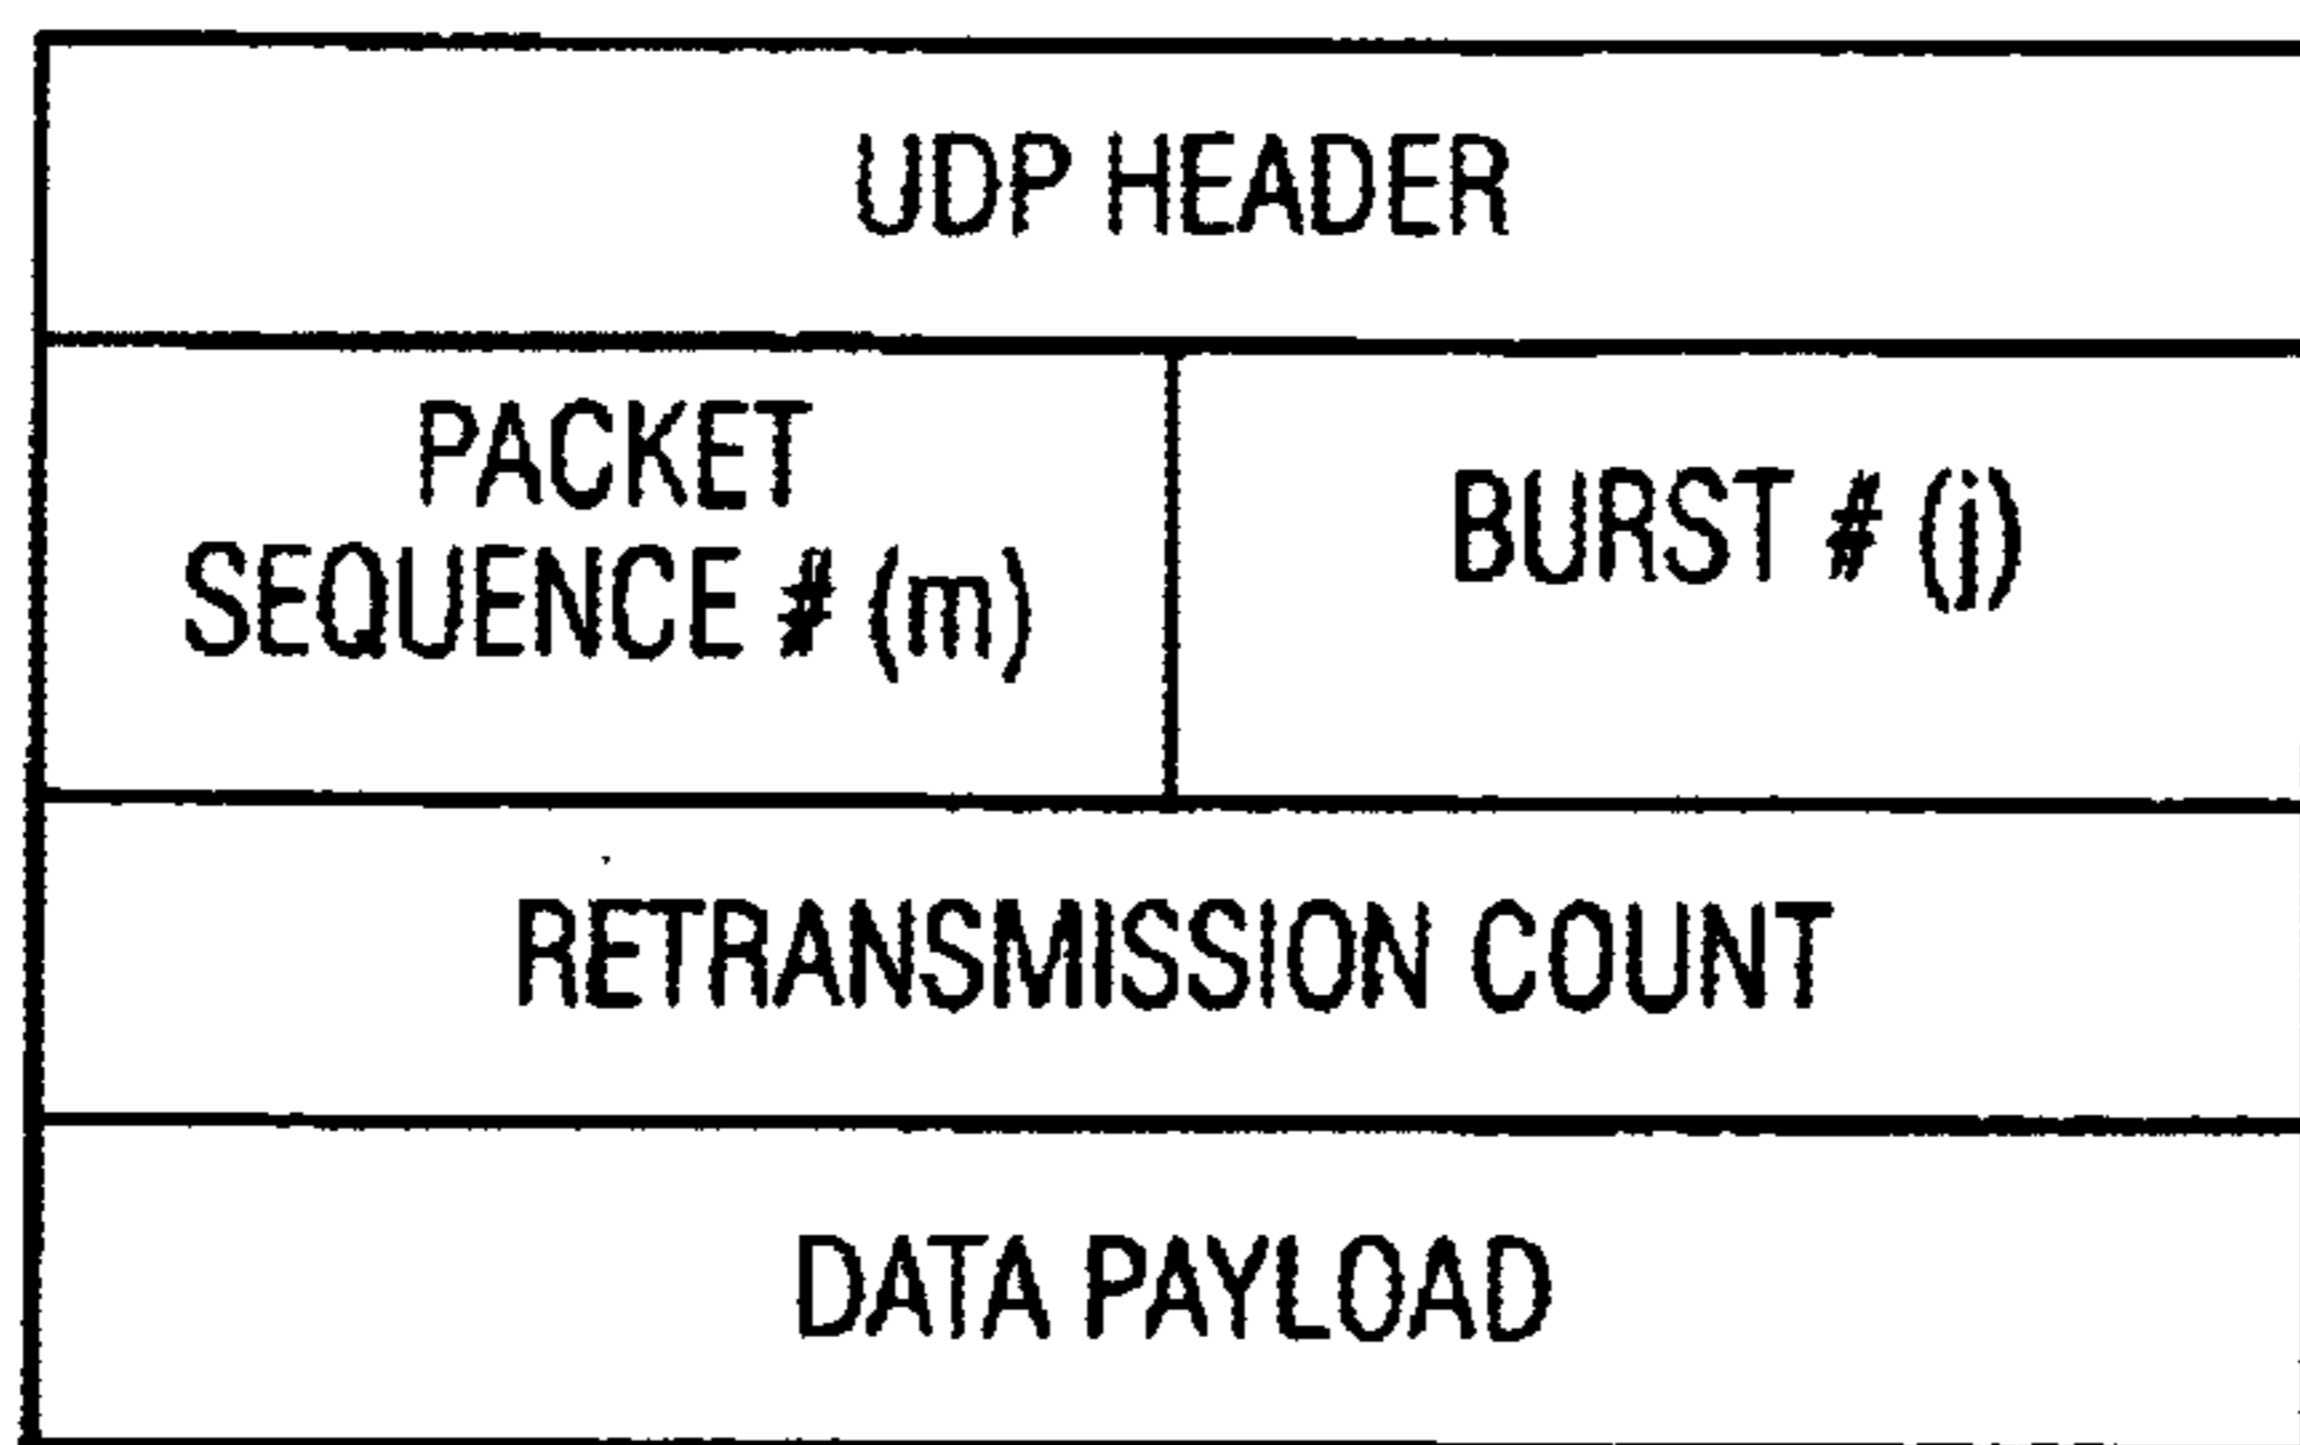 UDP HEADER
PACKET
SEQUENCE # (m)
BURST # (j)
RETRANSMISSION COUNT
DATA PAYLOAD